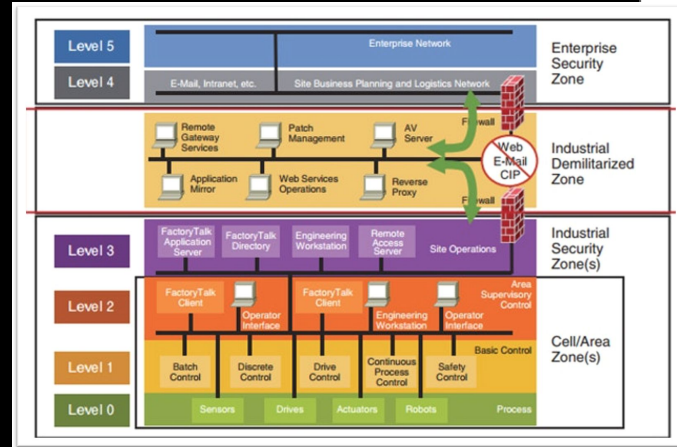 Level 5
Enterprise Network
Enterprise
Security
Zone
Level 4
E-Mail, Intranet, etc.
Site Business Planning and Logistics Network
Firewall
Remote
Gateway
Services
Patch
Management
AV
Server
Web
E-Mail
CIP
Industrial
Demilitarized
Zone
Application
Mirror
Web Services
Operations
Reverse
Proxy
Firewall
Level 3
FactoryTalk
Application
Server
FactoryTalk
Directory
Engineering
Workstation
Remote
Access
Server
Site Operations
Industrial
Security
Zone(s)
Level 2
FactoryTalk
Client
Operator
Interface
FactoryTalk
Client
Engineering
Workstation
Operator
Interface
Area
Supervisory
Control
Cell/Area
Zone(s)
Level 1
Basic Control
Batch
Control
Discrete
Control
Drive
Control
Continuous
Process
Control
Safety
Control
Level 0
Sensors
Drives
Actuators
Robots
Process